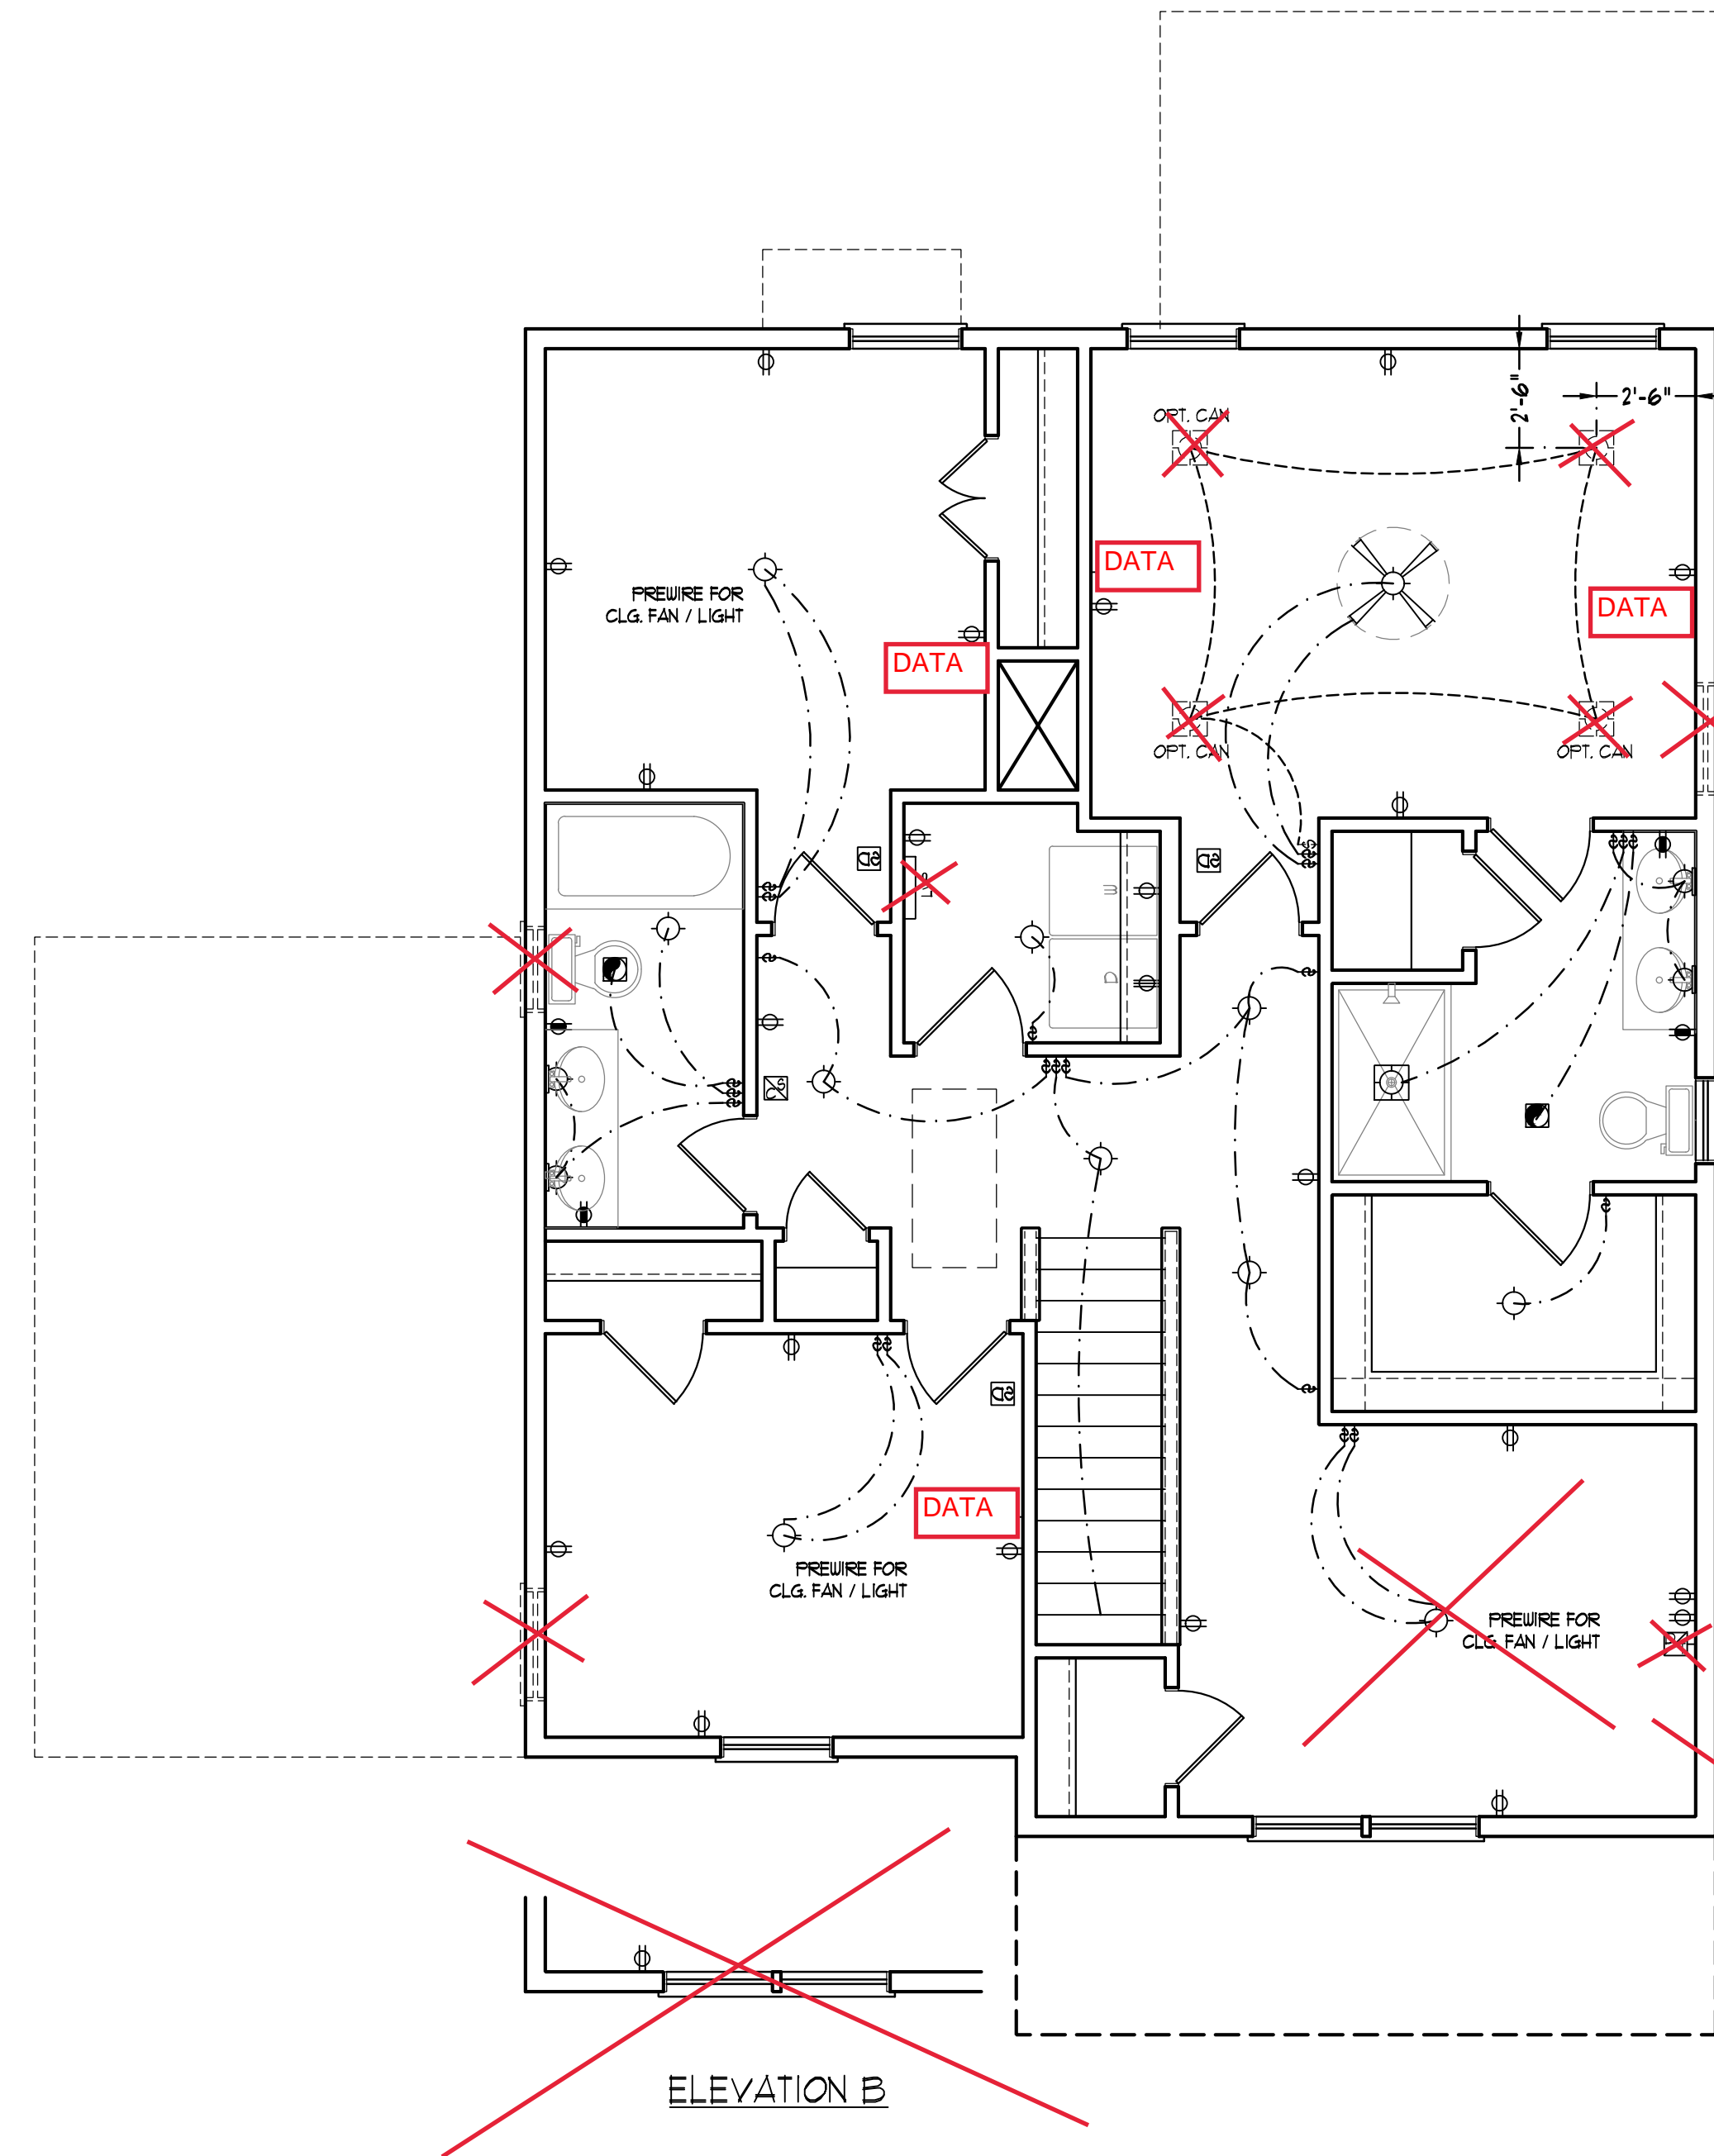 OPT. CAN
2'-6"
2'-6"
DATA
DATA
PREWIRE FOR
CLG. FAN / LIGHT
DATA
OPT. CAN
OPT. CAN
W
D
DATA
PREWIRE FOR
CLG. FAN / LIGHT
PREWIRE FOR
CLG. FAN / LIGHT
ELEVATION B